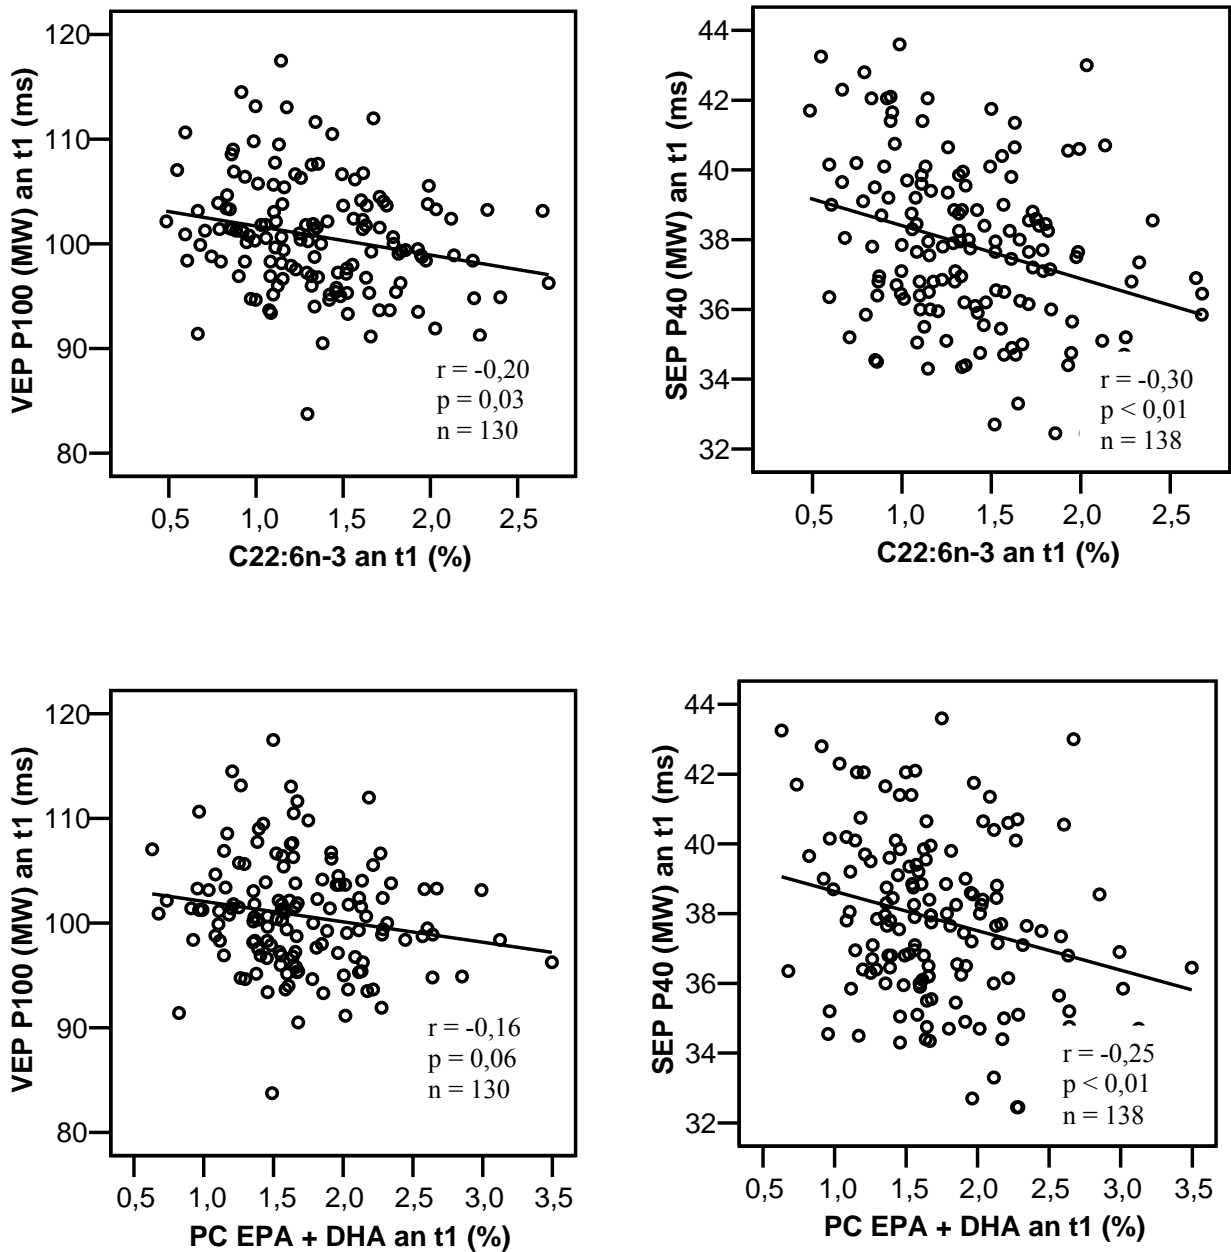 120
110
100
90
80
VEP P100 (MW) an t1 (ms)
r = -0,20
p = 0,03
n = 130
0,5 1,0 1,5 2,0 2,5
C22:6n-3 an t1 (%)
44
42
40
38
36
34
32
SEP P40 (MW) an t1 (ms)
r = -0,30
p < 0,01
n = 138
0,5 1,0 1,5 2,0 2,5
C22:6n-3 an t1 (%)
120
110
100
90
80
VEP P100 (MW) an t1 (ms)
r = -0,16
p = 0,06
n = 130
0,5 1,0 1,5 2,0 2,5 3,0 3,5
PC EPA + DHA an t1 (%)
44
42
40
38
36
34
32
SEP P40 (MW) an t1 (ms)
r = -0,25
p < 0,01
n = 138
0,5 1,0 1,5 2,0 2,5 3,0 3,5
PC EPA + DHA an t1 (%)